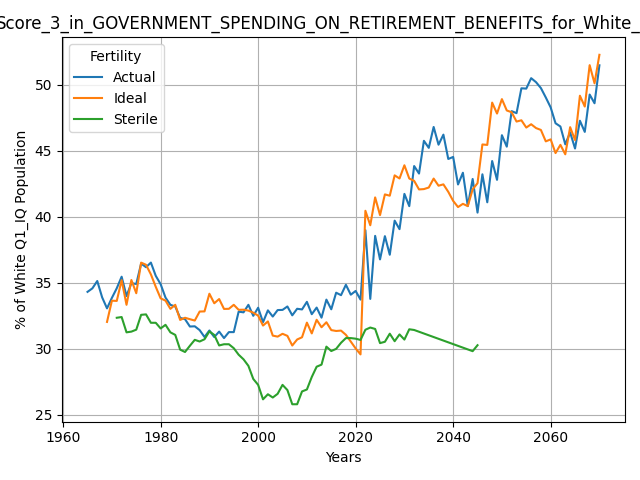 Score_3_in_GOVERNMENT_SPENDING_ON_RETIREMENT_BENEFITS_for_White_
Fertility
Actual
Ideal
Sterile
% of White Q1_IQ Population
50
45
40
35
30
25
1960
1980
2000
2020
2040
2060
Years